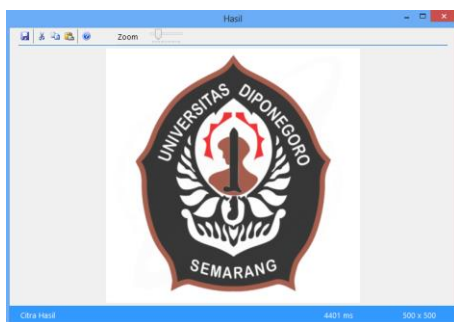 Hasil
Zoom
UNIVERSITAS DIPONEGORO
SEMARANG
Citra Hasil 4401 ms 500 x 500